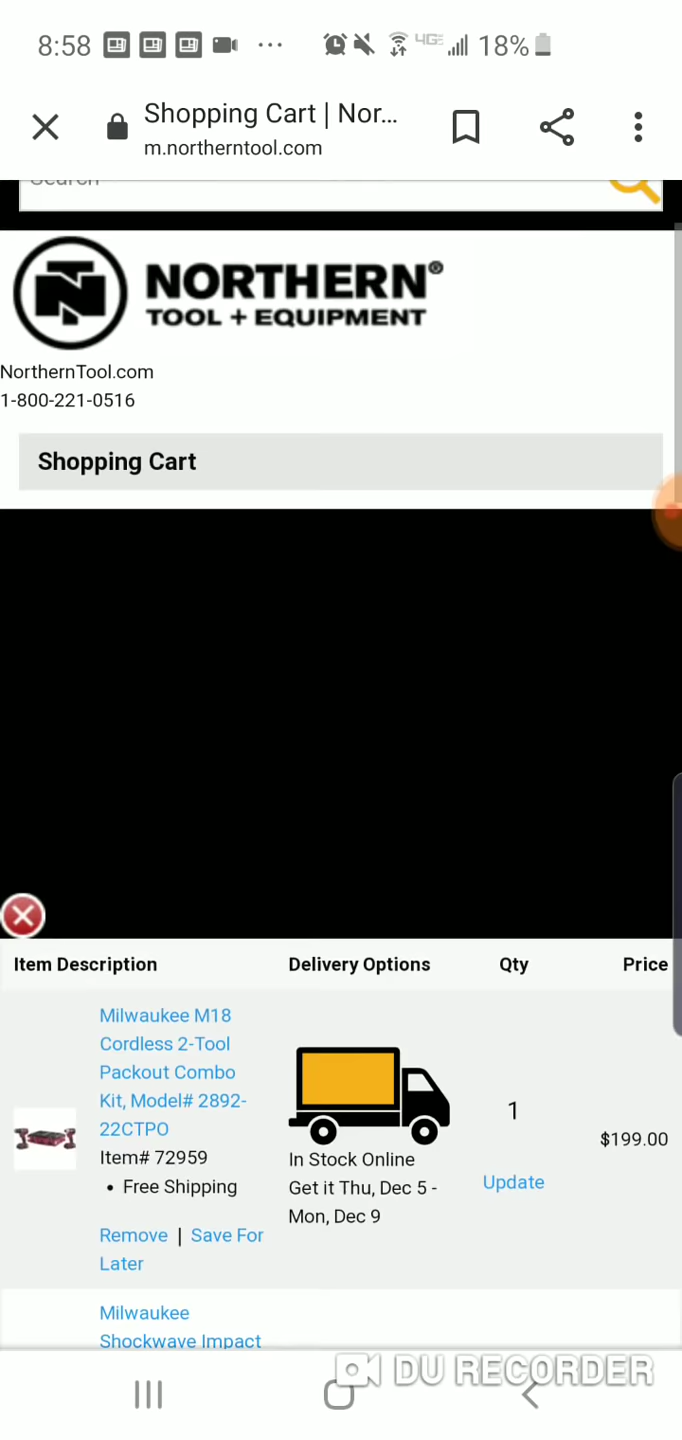 8:58 4GE 18%
Shopping Cart | Nor...
m.northerntool.com
Search
NORTHERN®
TOOL + EQUIPMENT
NorthernTool.com
1-800-221-0516
Shopping Cart
Item Description Delivery Options Qty Price
Milwaukee M18
Cordless 2-Tool
Packout Combo
Kit, Model# 2892-
22CTPO
Item# 72959
• Free Shipping
Remove | Save For
Later
In Stock Online
Get it Thu, Dec 5 -
Mon, Dec 9
1
Update
$199.00
Milwaukee
Shockwave Impact
DU RECORDER